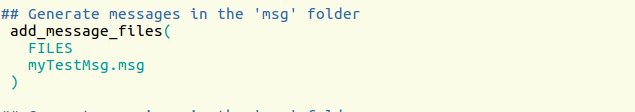 ## Generate messages in the 'msg' folder
add_message_files(
FILES
myTestMsg.msg
)